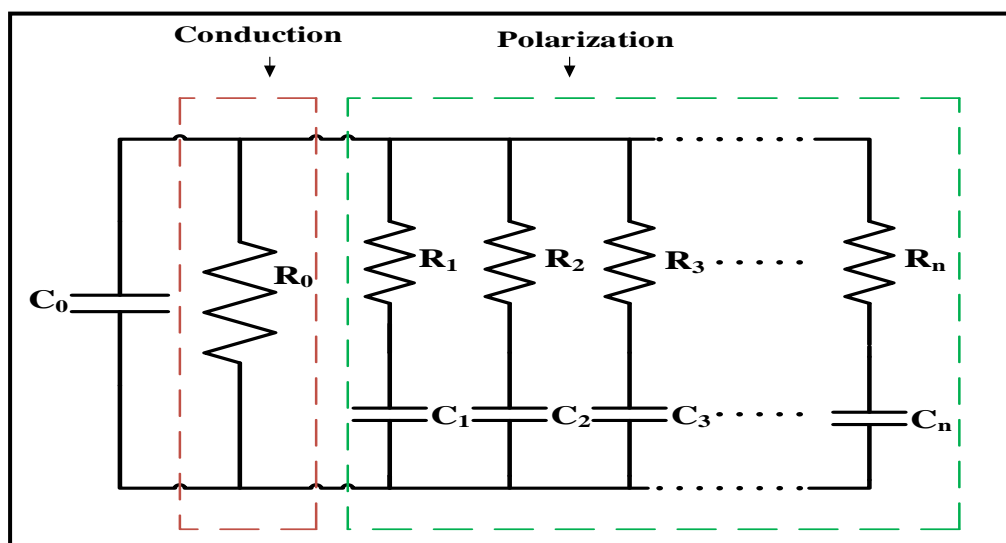 Conduction
Polarization
C₀
R₀
R₁
R₂
R₃
Rₙ
C₁
C₂
C₃
Cₙ